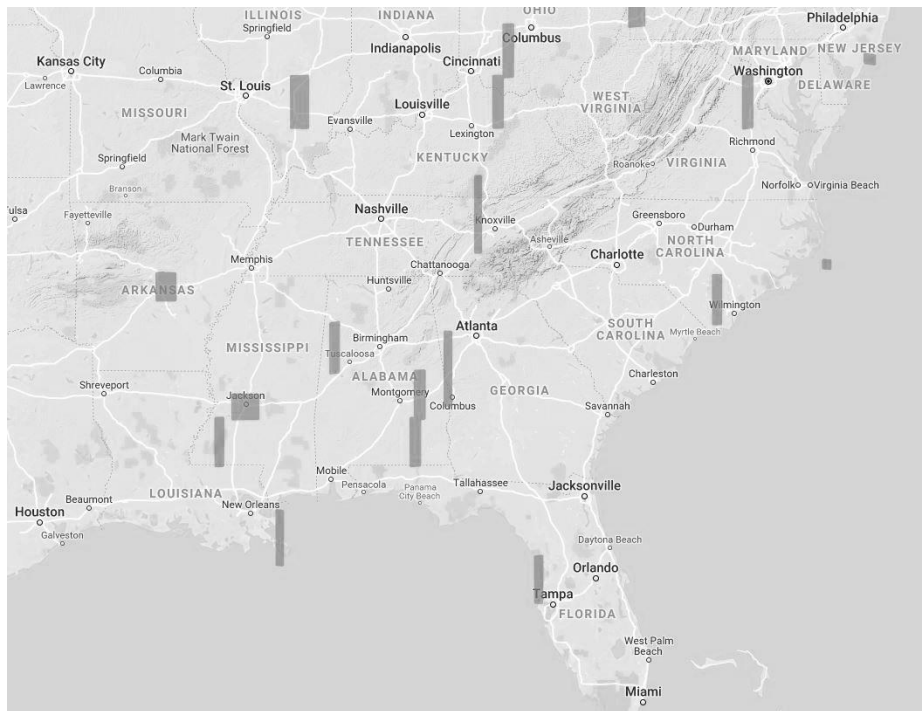 ILLINOIS
INDIANA
OHIO
Philadelphia
Springfield
Columbus
Indianapolis
MARYLAND
NEW JERSEY
Kansas City
Columbia
Cincinnati
Washington
Lawrence
St. Louis
DELAWARE
MISSOURI
Louisville
WEST
VIRGINIA
Evansville
Lexington
Mark Twain
National Forest
Richmond
KENTUCKY
Springfield
Roanoke
VIRGINIA
Branson
Norfolk
Virginia Beach
Tulsa
Fayetteville
Nashville
Knoxville
Greensboro
Durham
TENNESSEE
Asheville
NORTH
CAROLINA
Charlotte
Memphis
Chattanooga
Huntsville
ARKANSAS
Wilmington
Atlanta
SOUTH
CAROLINA
Myrtle Beach
Birmingham
MISSISSIPPI
Tuscaloosa
ALABAMA
Charleston
Shreveport
Jackson
Montgomery
Columbus
GEORGIA
Savannah
Mobile
Tallahassee
Pensacola
Panama
City Beach
Jacksonville
LOUISIANA
Beaumont
New Orleans
Houston
Galveston
Daytona Beach
Orlando
Tampa
FLORIDA
West Palm
Beach
Miami